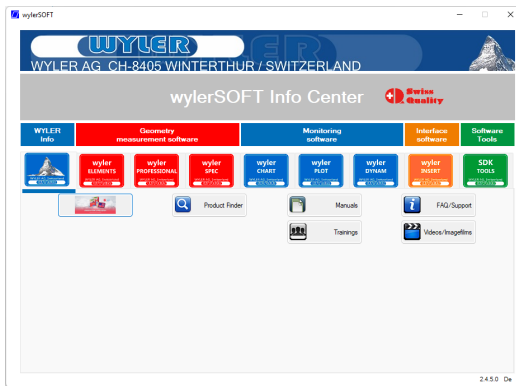 wylerSOFT
WYLER
WYLER AG CH-8405 WINTERTHUR / SWITZERLAND
wylerSOFT Info Center
Swiss
Quality
WYLER
Info
Geometry
measurement software
Monitoring
software
Interface
software
Software
Tools
wyler
ELEMENTS
wyler
PROFESSIONAL
wyler
SPEC
wyler
CHART
wyler
PLOT
wyler
DYNAM
wyler
INSERT
SDK
TOOLS
Product Finder
Manuals
FAQ/Support
Trainings
Videos/Imagefilms
2.4.5.0 De